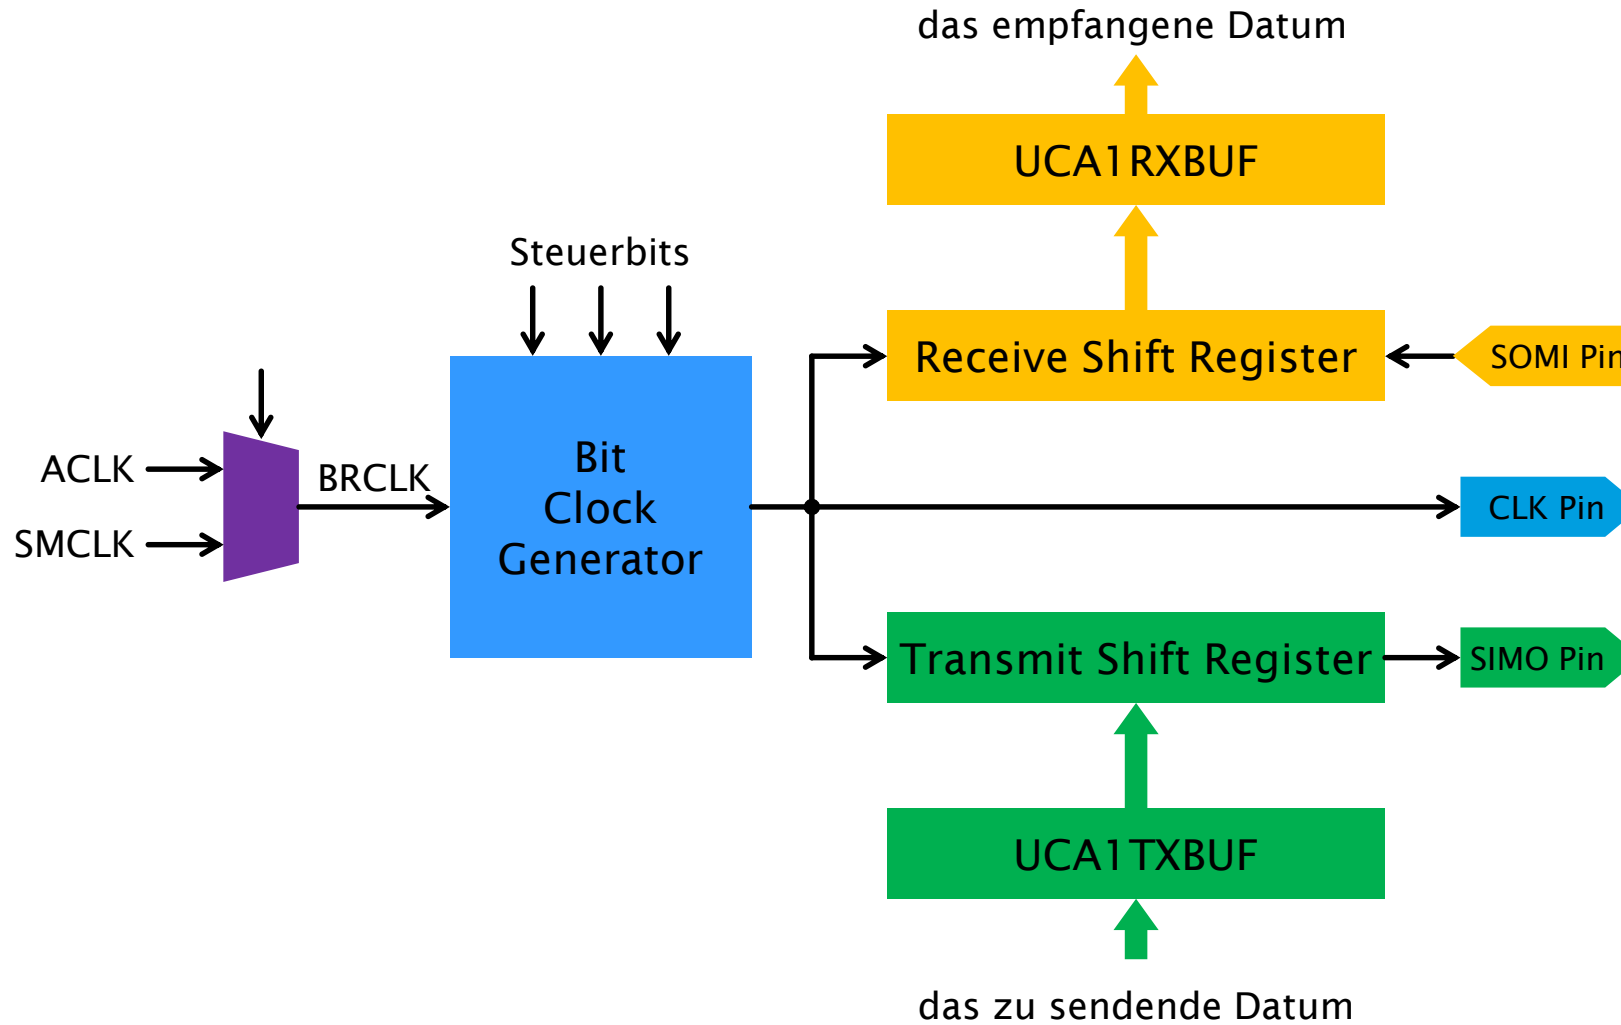 das empfangene Datum
UCA1RXBUF
Steuerbits
Receive Shift Register
SOMI Pin
ACLK
BRCLK
SMCLK
Bit
Clock
Generator
CLK Pin
Transmit Shift Register
SIMO Pin
UCA1TXBUF
das zu sendende Datum